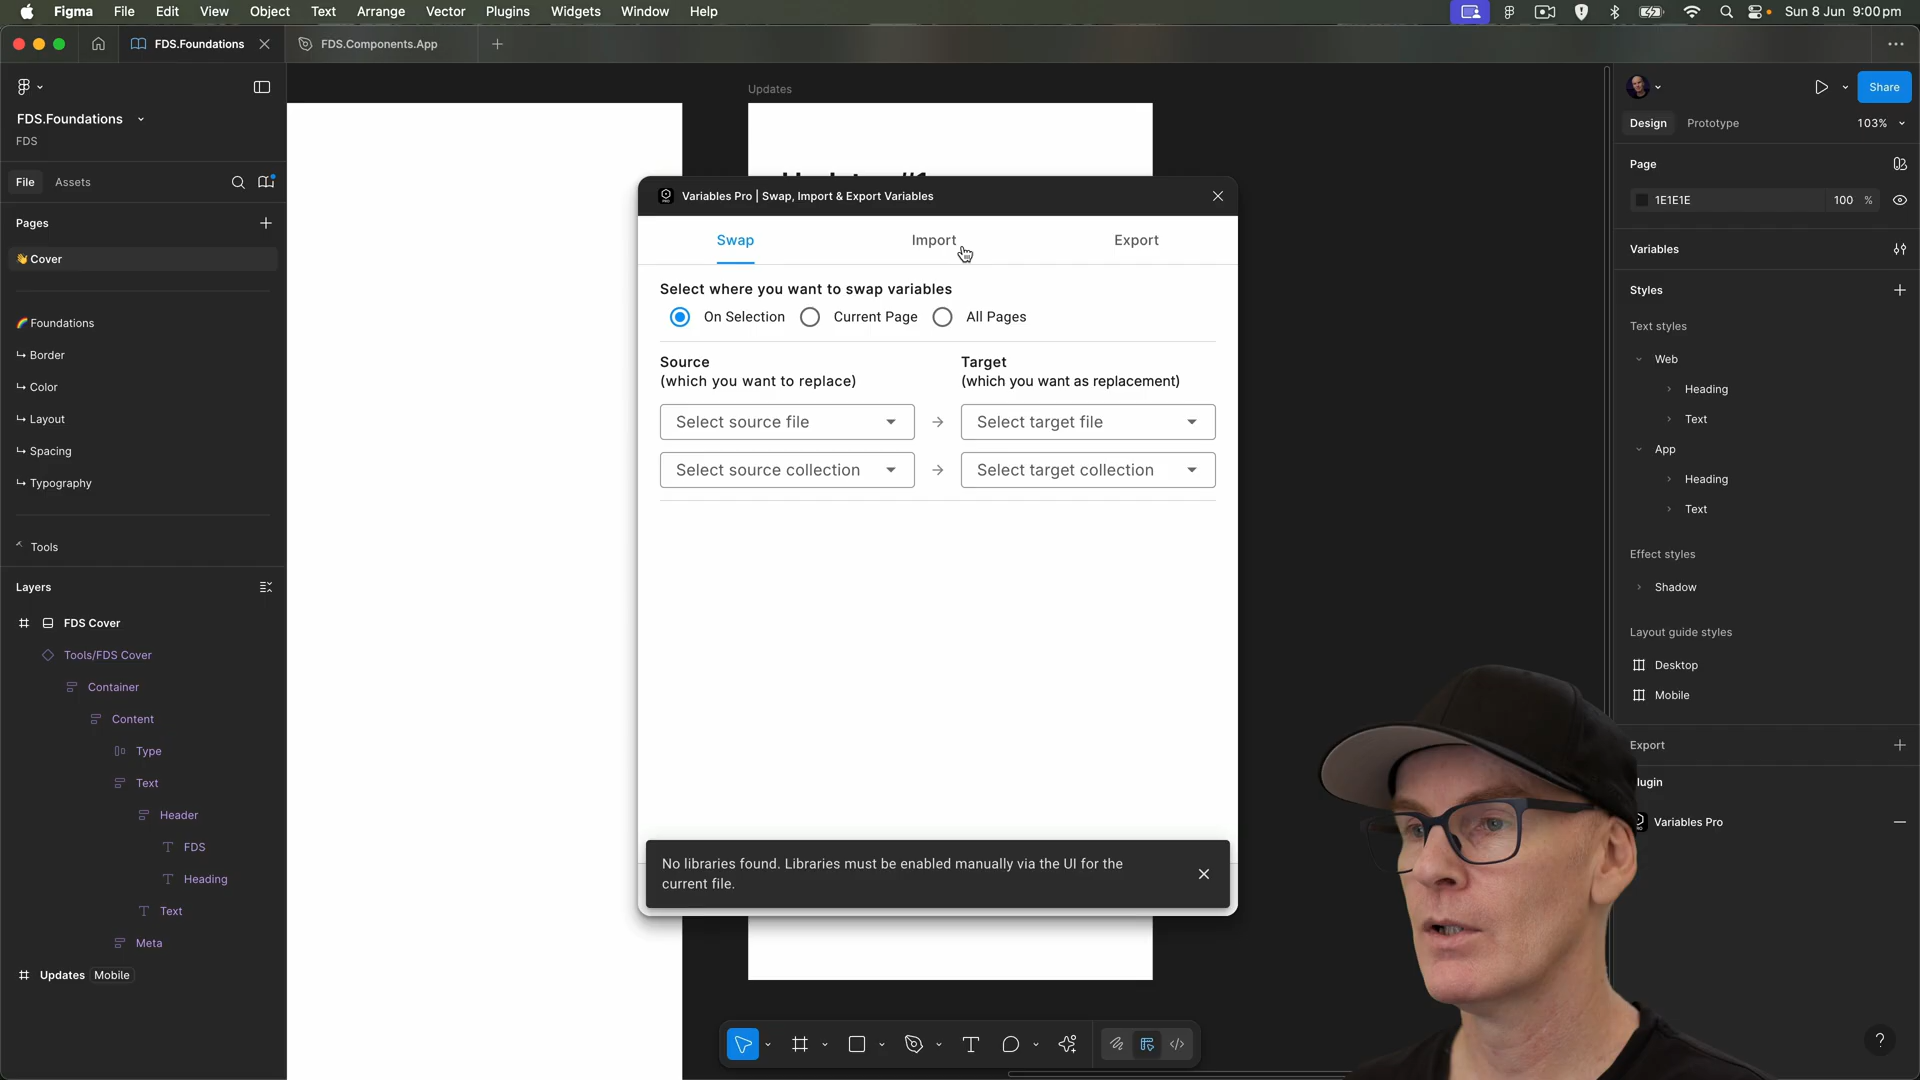 Figma File Edit View Object Text Arrange Vector Plugins Widgets Window Help
Sun 8 Jun 9:00 pm
FDS.Foundations
FDS.Components.App
FDS.Foundations
FDS
File Assets
Pages
👋 Cover
🌈 Foundations
↳ Border
↳ Color
↳ Layout
↳ Spacing
↳ Typography
Tools
Layers
FDS Cover
Tools/FDS Cover
Container
Content
Type
Text
Header
FDS
Heading
Text
Meta
Updates Mobile
Updates
Variables Pro | Swap, Import & Export Variables
Swap Import Export
Select where you want to swap variables
On Selection Current Page All Pages
Source
(which you want to replace)
Target
(which you want as replacement)
Select source file → Select target file
Select source collection → Select target collection
No libraries found. Libraries must be enabled manually via the UI for the
current file.
Share
Design Prototype 103%
Page
1E1E1E 100 %
Variables
Styles
Text styles
Web
Heading
Text
App
Heading
Text
Effect styles
Shadow
Layout guide styles
Desktop
Mobile
Export
lugin
Variables Pro
?